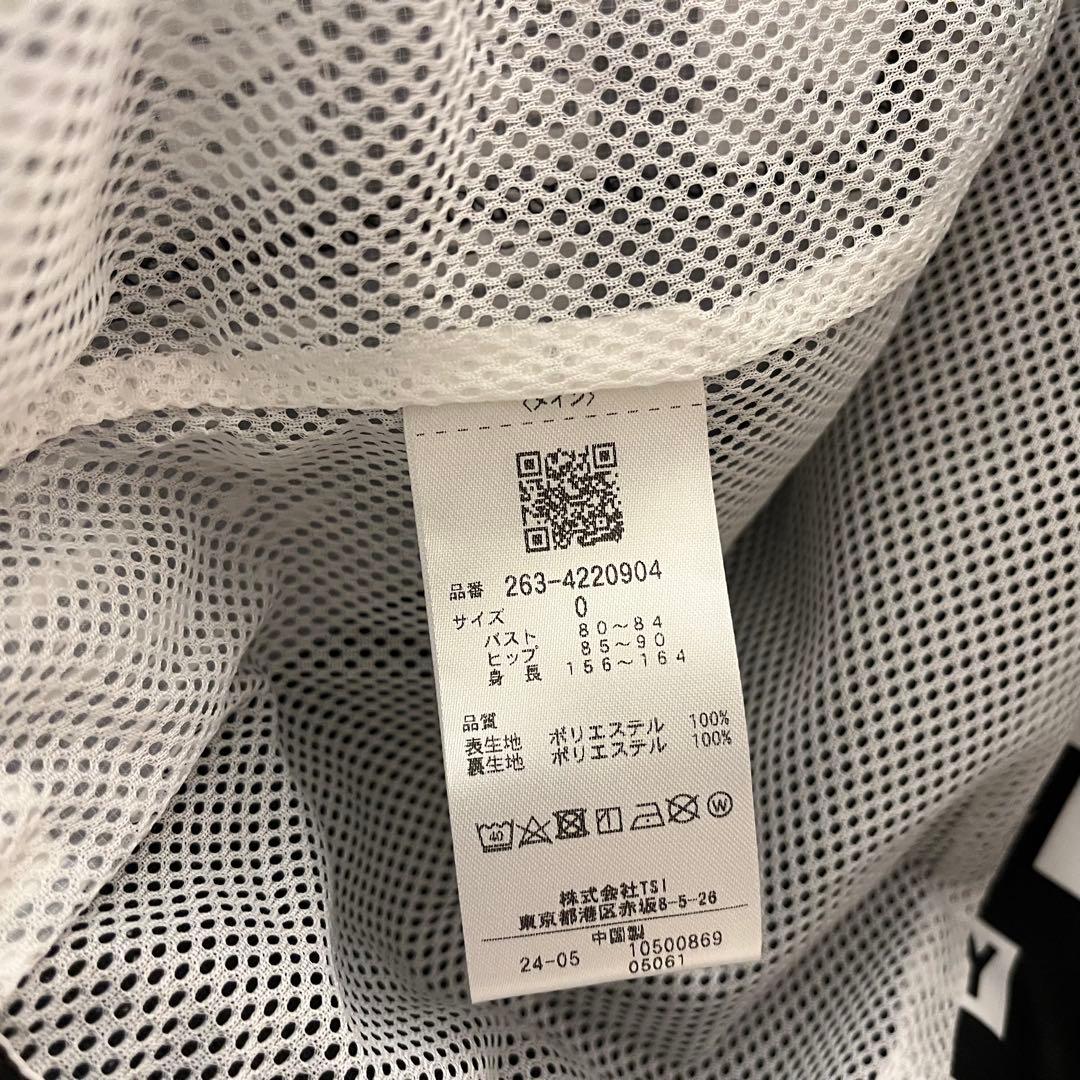 〈メイン〉
品番 263-4220904
サイズ 0
バスト 80～84
ヒップ 85～90
身長 156～164
品質
表生地 ポリエステル 100%
裏生地 ポリエステル 100%
40 W
株式会社TSI
東京都港区赤坂8-5-26
中国製
24-05 10500869
05061
Y